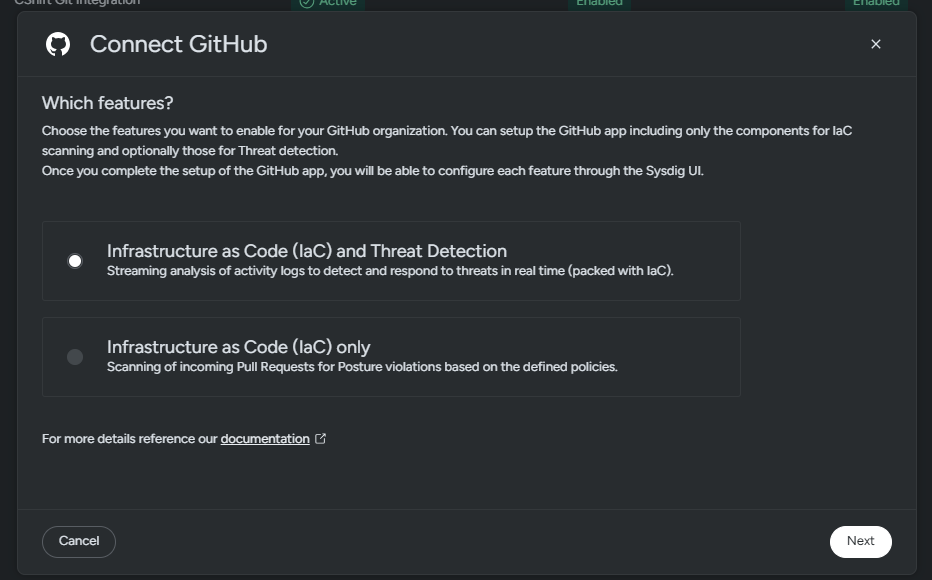 CShift Git Integration
Active
Enabled
Enabled
Connect GitHub
Which features?
Choose the features you want to enable for your GitHub organization. You can setup the GitHub app including only the components for IaC
scanning and optionally those for Threat detection.
Once you complete the setup of the GitHub app, you will be able to configure each feature through the Sysdig UI.
Infrastructure as Code (IaC) and Threat Detection
Streaming analysis of activity logs to detect and respond to threats in real time (packed with IaC).
Infrastructure as Code (IaC) only
Scanning of incoming Pull Requests for Posture violations based on the defined policies.
For more details reference our documentation
Cancel
Next